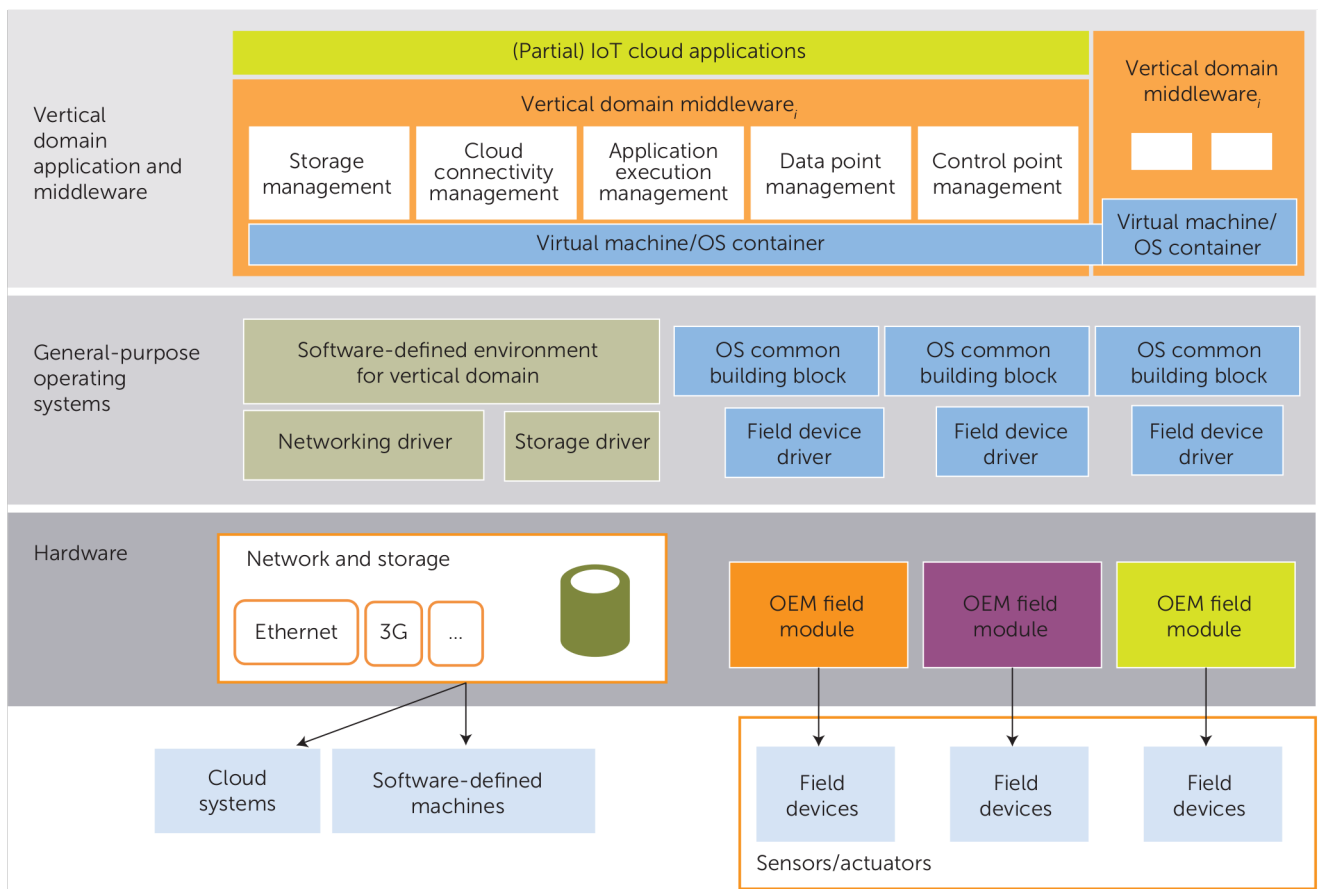 Vertical
domain
application and
middleware
(Partial) IoT cloud applications
Vertical domain middlewareᵢ
Storage
management
Cloud
connectivity
management
Application
execution
management
Data point
management
Control point
management
Virtual machine/OS container
Vertical domain
middlewareᵢ
Virtual machine/
OS container
General-purpose
operating
systems
Software-defined environment
for vertical domain
Networking driver
Storage driver
OS common
building block
OS common
building block
OS common
building block
Field device
driver
Field device
driver
Field device
driver
Hardware
Network and storage
Ethernet
3G
...
OEM field
module
OEM field
module
OEM field
module
Cloud
systems
Software-defined
machines
Field
devices
Field
devices
Field
devices
Sensors/actuators